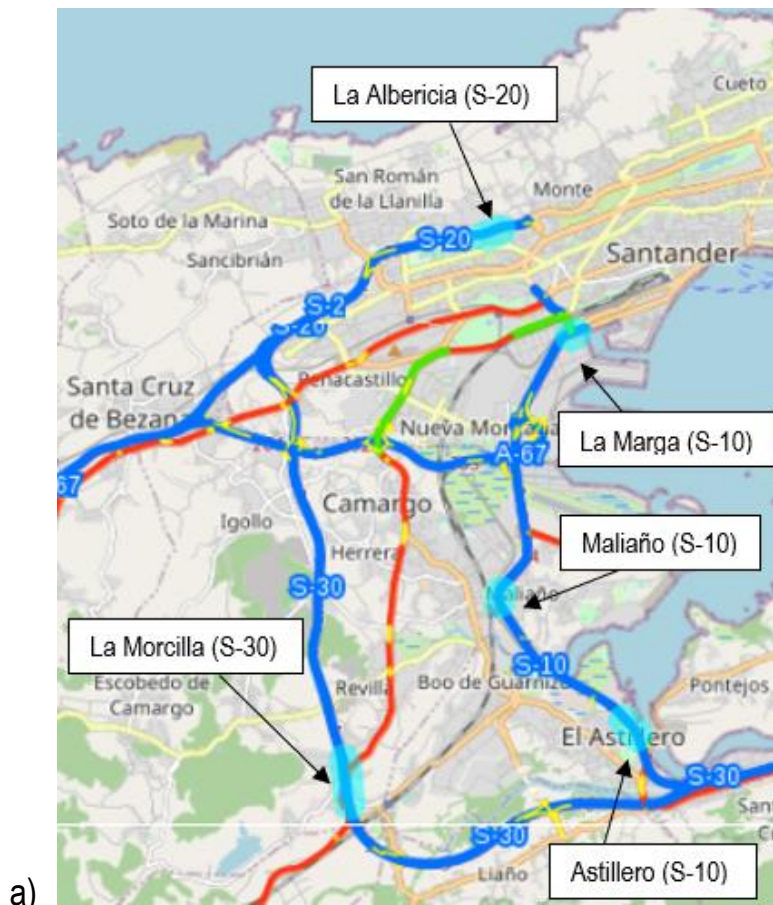 La Albericia (S-20)
Cueto
San Román
de la Llanilla
Monte
Soto de la Marina
S-20
Santander
Sancibrián
S-2
S-20
Santa Cruz
de Bezana
Peñacastillo
Nueva Montaña
La Marga (S-10)
A-67
67
Camargo
Igollo
Maliaño (S-10)
Herrera
S-30
Maliaño
La Morcilla (S-30)
S-10
Escobedo de
Camargo
Revilla
Boo de Guarnizo
Pontejos
El Astillero
S-30
S-30
Liaño
Astillero (S-10)
a)